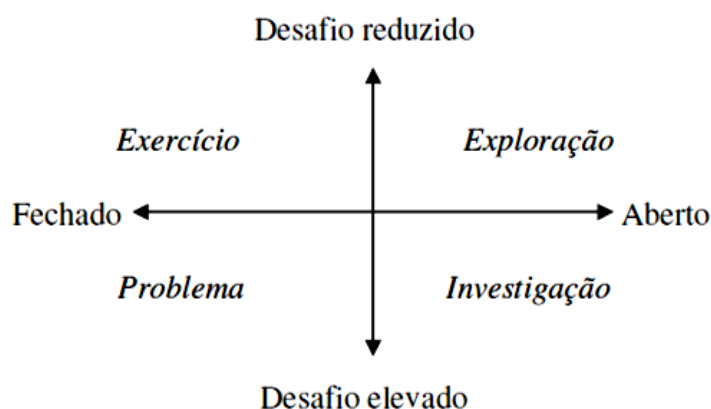 Desafio reduzido
Exercício
Exploração
Fechado
Aberto
Problema
Investigação
Desafio elevado